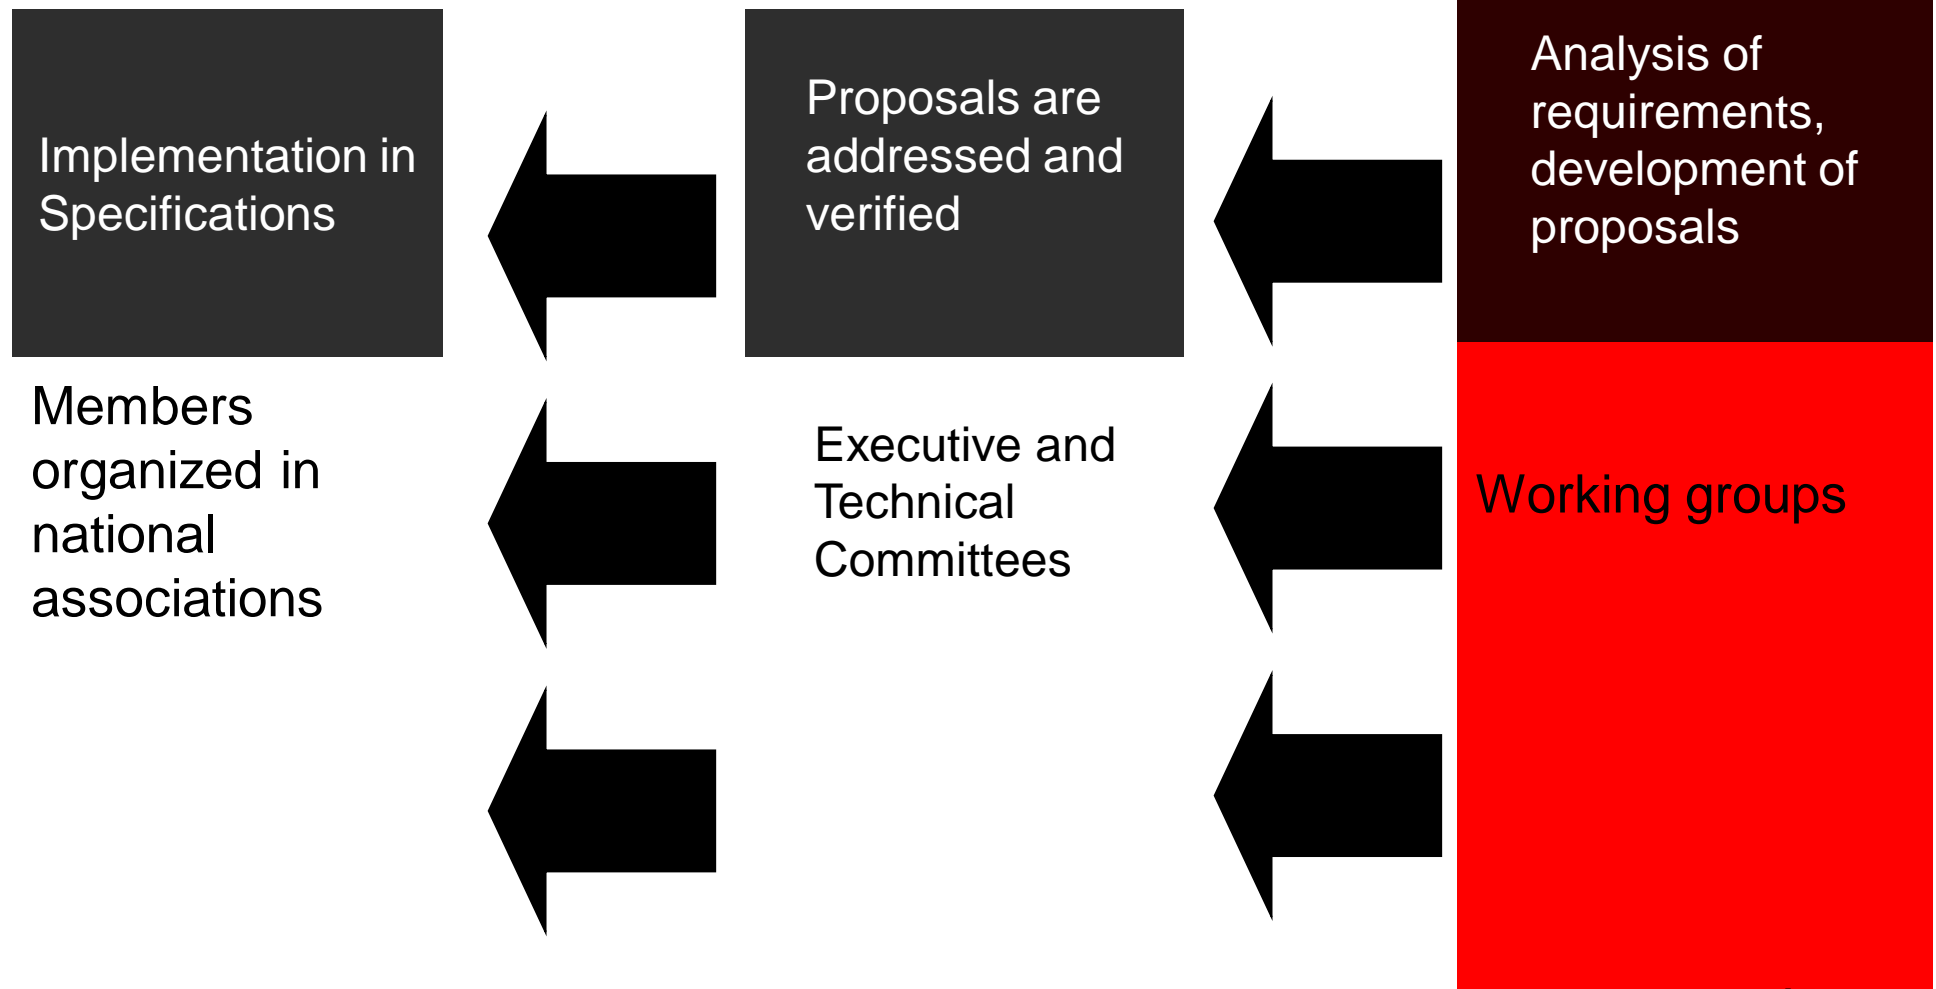 Implementation in
Specifications
Members
organized in
national
associations
Proposals are
addressed and
verified
Executive and
Technical
Committees
Analysis of
requirements,
development of
proposals
Working groups